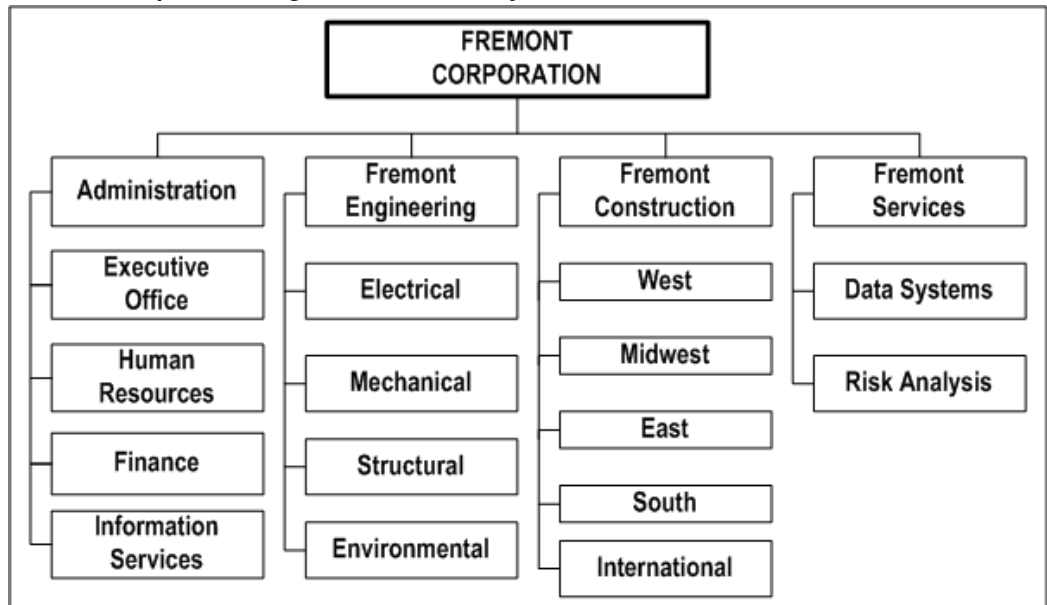 FREMONT
CORPORATION
Administration
Executive
Office
Human
Resources
Finance
Information
Services
Fremont
Engineering
Electrical
Mechanical
Structural
Environmental
Fremont
Construction
West
Midwest
East
South
International
Fremont
Services
Data Systems
Risk Analysis